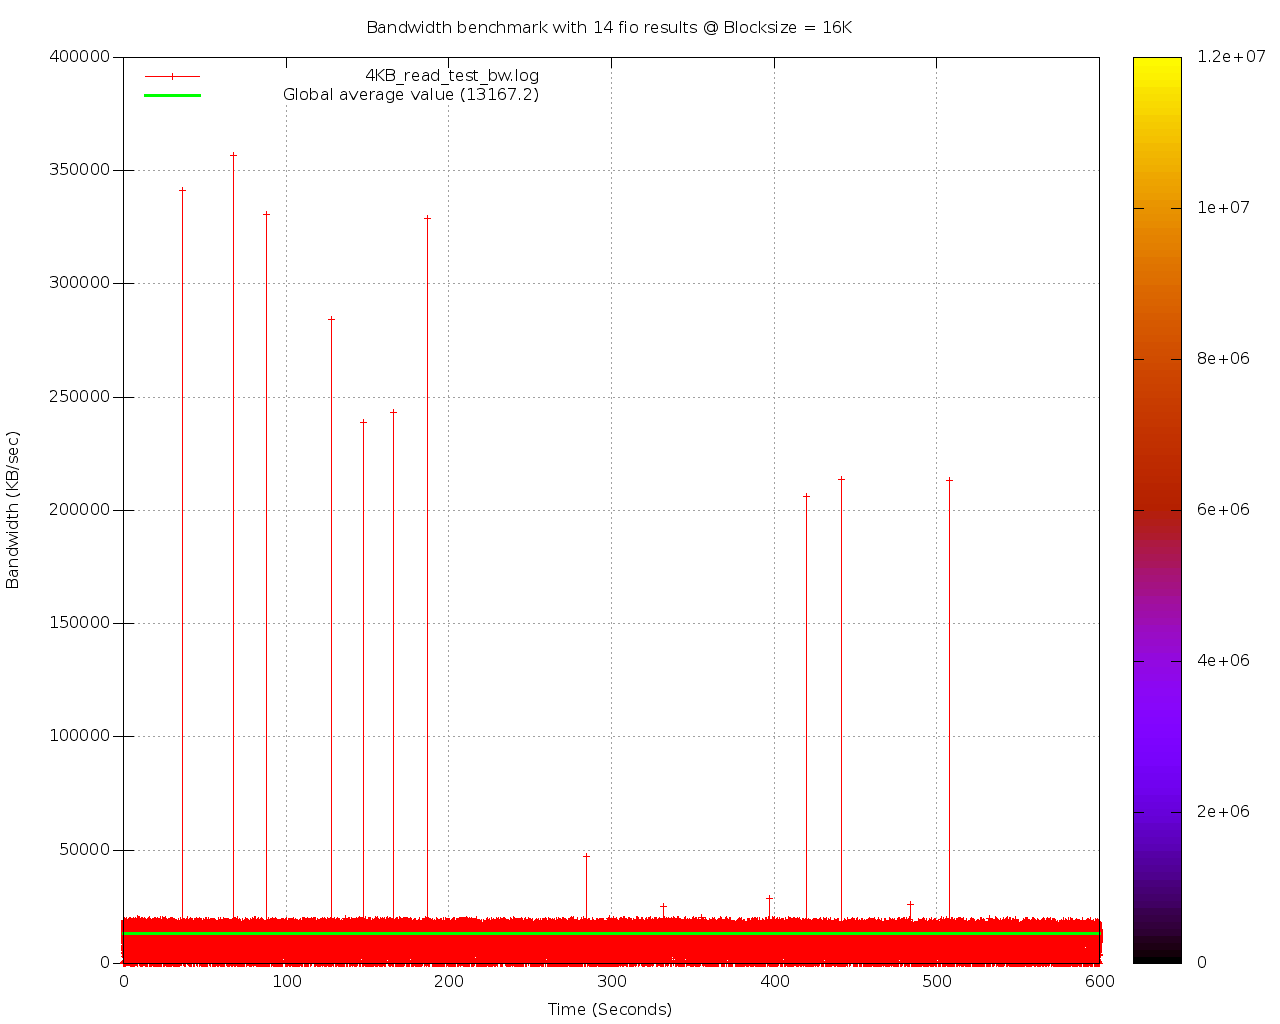 Bandwidth benchmark with 14 fio results @ Blocksize = 16K
4KB_read_test_bw.log
Global average value (13167.2)
400000
350000
300000
250000
200000
150000
100000
50000
0
Bandwidth (KB/sec)
0 100 200 300 400 500 600
Time (Seconds)
1.2e+07
1e+07
8e+06
6e+06
4e+06
2e+06
0